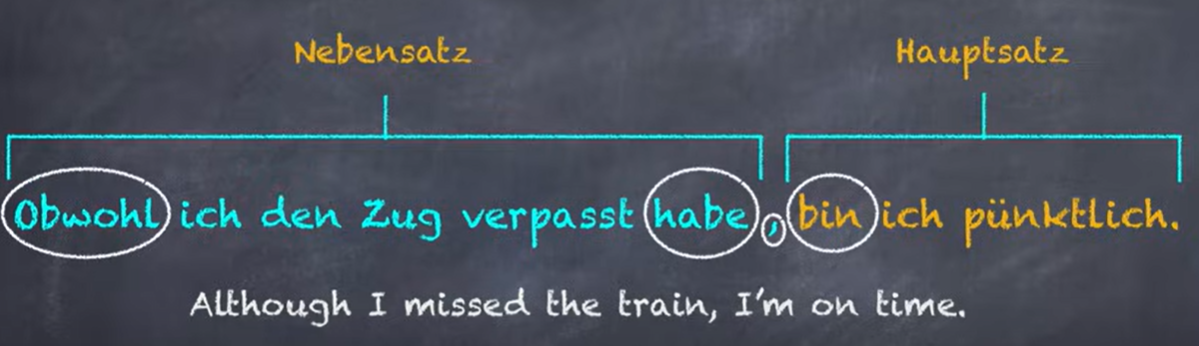 Nebensatz Hauptsatz
Obwohl ich den Zug verpasst habe, bin ich pünktlich.
Although I missed the train, I'm on time.